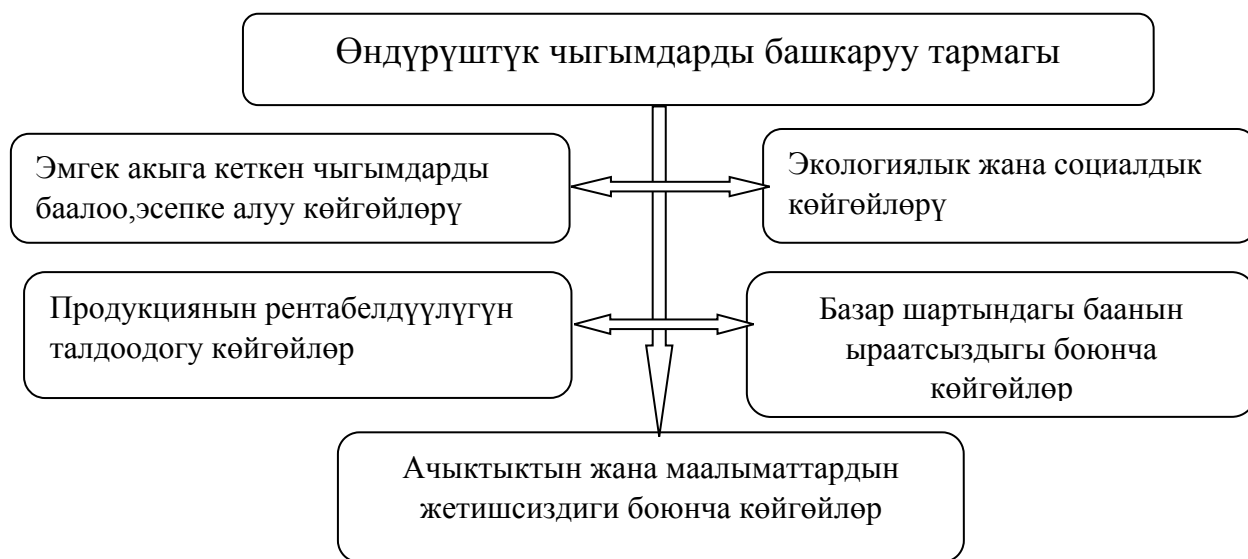 Өндүрүштүк чыгымдарды башкаруу тармагы
Эмгек акыга кеткен чыгымдарды
баалоо,эсепке алуу көйгөйлөрү
Экологиялык жана социалдык
көйгөйлөрү
Продукциянын рентабелдүүлүгүн
талдоодогу көйгөйлөр
Базар шартындагы баанын
ыраатсыздыгы боюнча
көйгөйлөр
Ачыктыктын жана маалыматтардын
жетишсиздиги боюнча көйгөйлөр